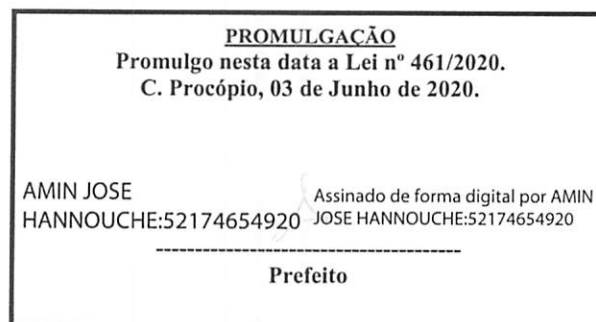 PROMULGAÇÃO
Promulgo nesta data a Lei nº 461/2020.
C. Procópio, 03 de Junho de 2020.
AMIN JOSE
HANNOUCHE:52174654920
Assinado de forma digital por AMIN
JOSE HANNOUCHE:52174654920
----------------------------------------
Prefeito